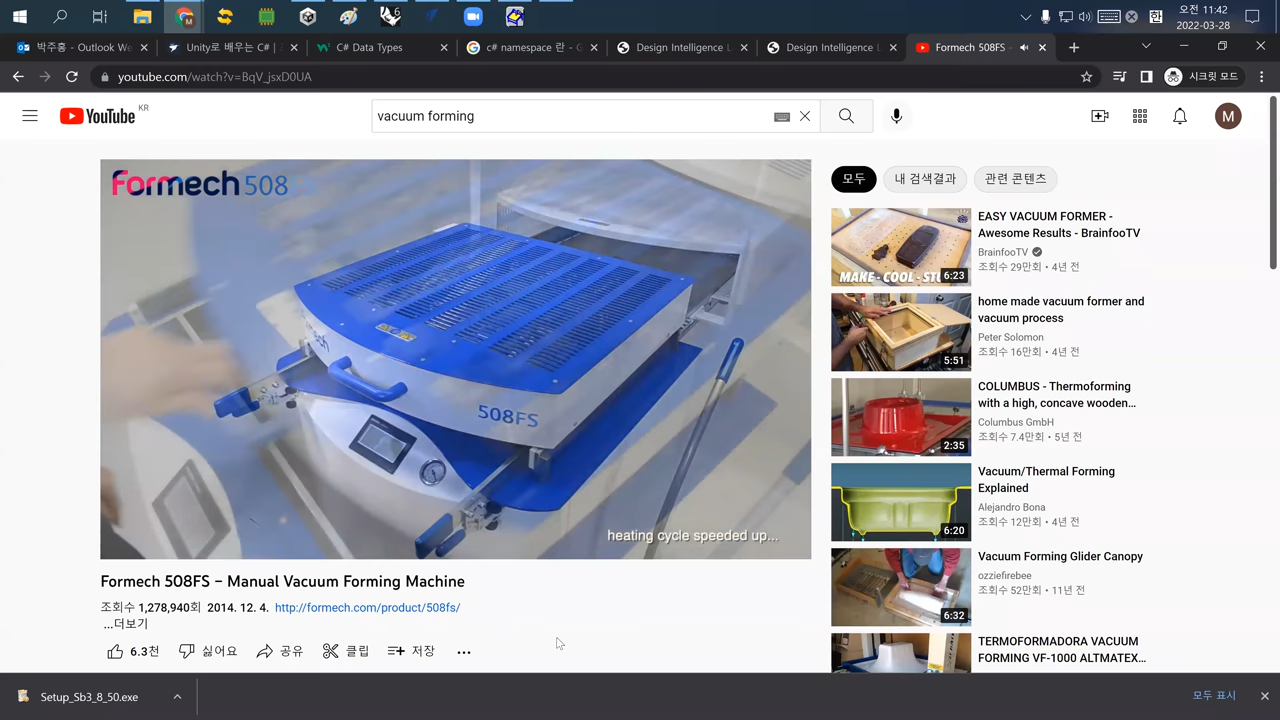 오전 11:42
한
2022-03-28
박주홍 - Outlook We
Unity로 배우는 C# | :
C# Data Types
c# namespace 란 - G
Design Intelligence L
Design Intelligence L
Formech 508FS -
youtube.com/watch?v=BqV_jsxD0UA
시크릿 모드
YouTube KR
vacuum forming
M
Formech 508
508FS
heating cycle speeded up...
Formech 508FS – Manual Vacuum Forming Machine
조회수 1,278,940회 2014. 12. 4. http://formech.com/product/508fs/
...더보기
6.3천 싫어요 공유 클립 저장
모두 내 검색결과 관련 콘텐츠
MAKE - COOL - ST
6:23
EASY VACUUM FORMER -
Awesome Results - BrainfooTV
BrainfooTV
조회수 29만회 • 4년 전
5:51
home made vacuum former and
vacuum process
Peter Solomon
조회수 16만회 • 4년 전
2:35
COLUMBUS - Thermoforming
with a high, concave wooden...
Columbus GmbH
조회수 7.4만회 • 5년 전
6:20
Vacuum/Thermal Forming
Explained
Alejandro Bona
조회수 12만회 • 4년 전
6:32
Vacuum Forming Glider Canopy
ozziefirebee
조회수 52만회 • 11년 전
TERMOFORMADORA VACUUM
FORMING VF-1000 ALTMATEX...
Setup_Sb3_8_50.exe
모두 표시